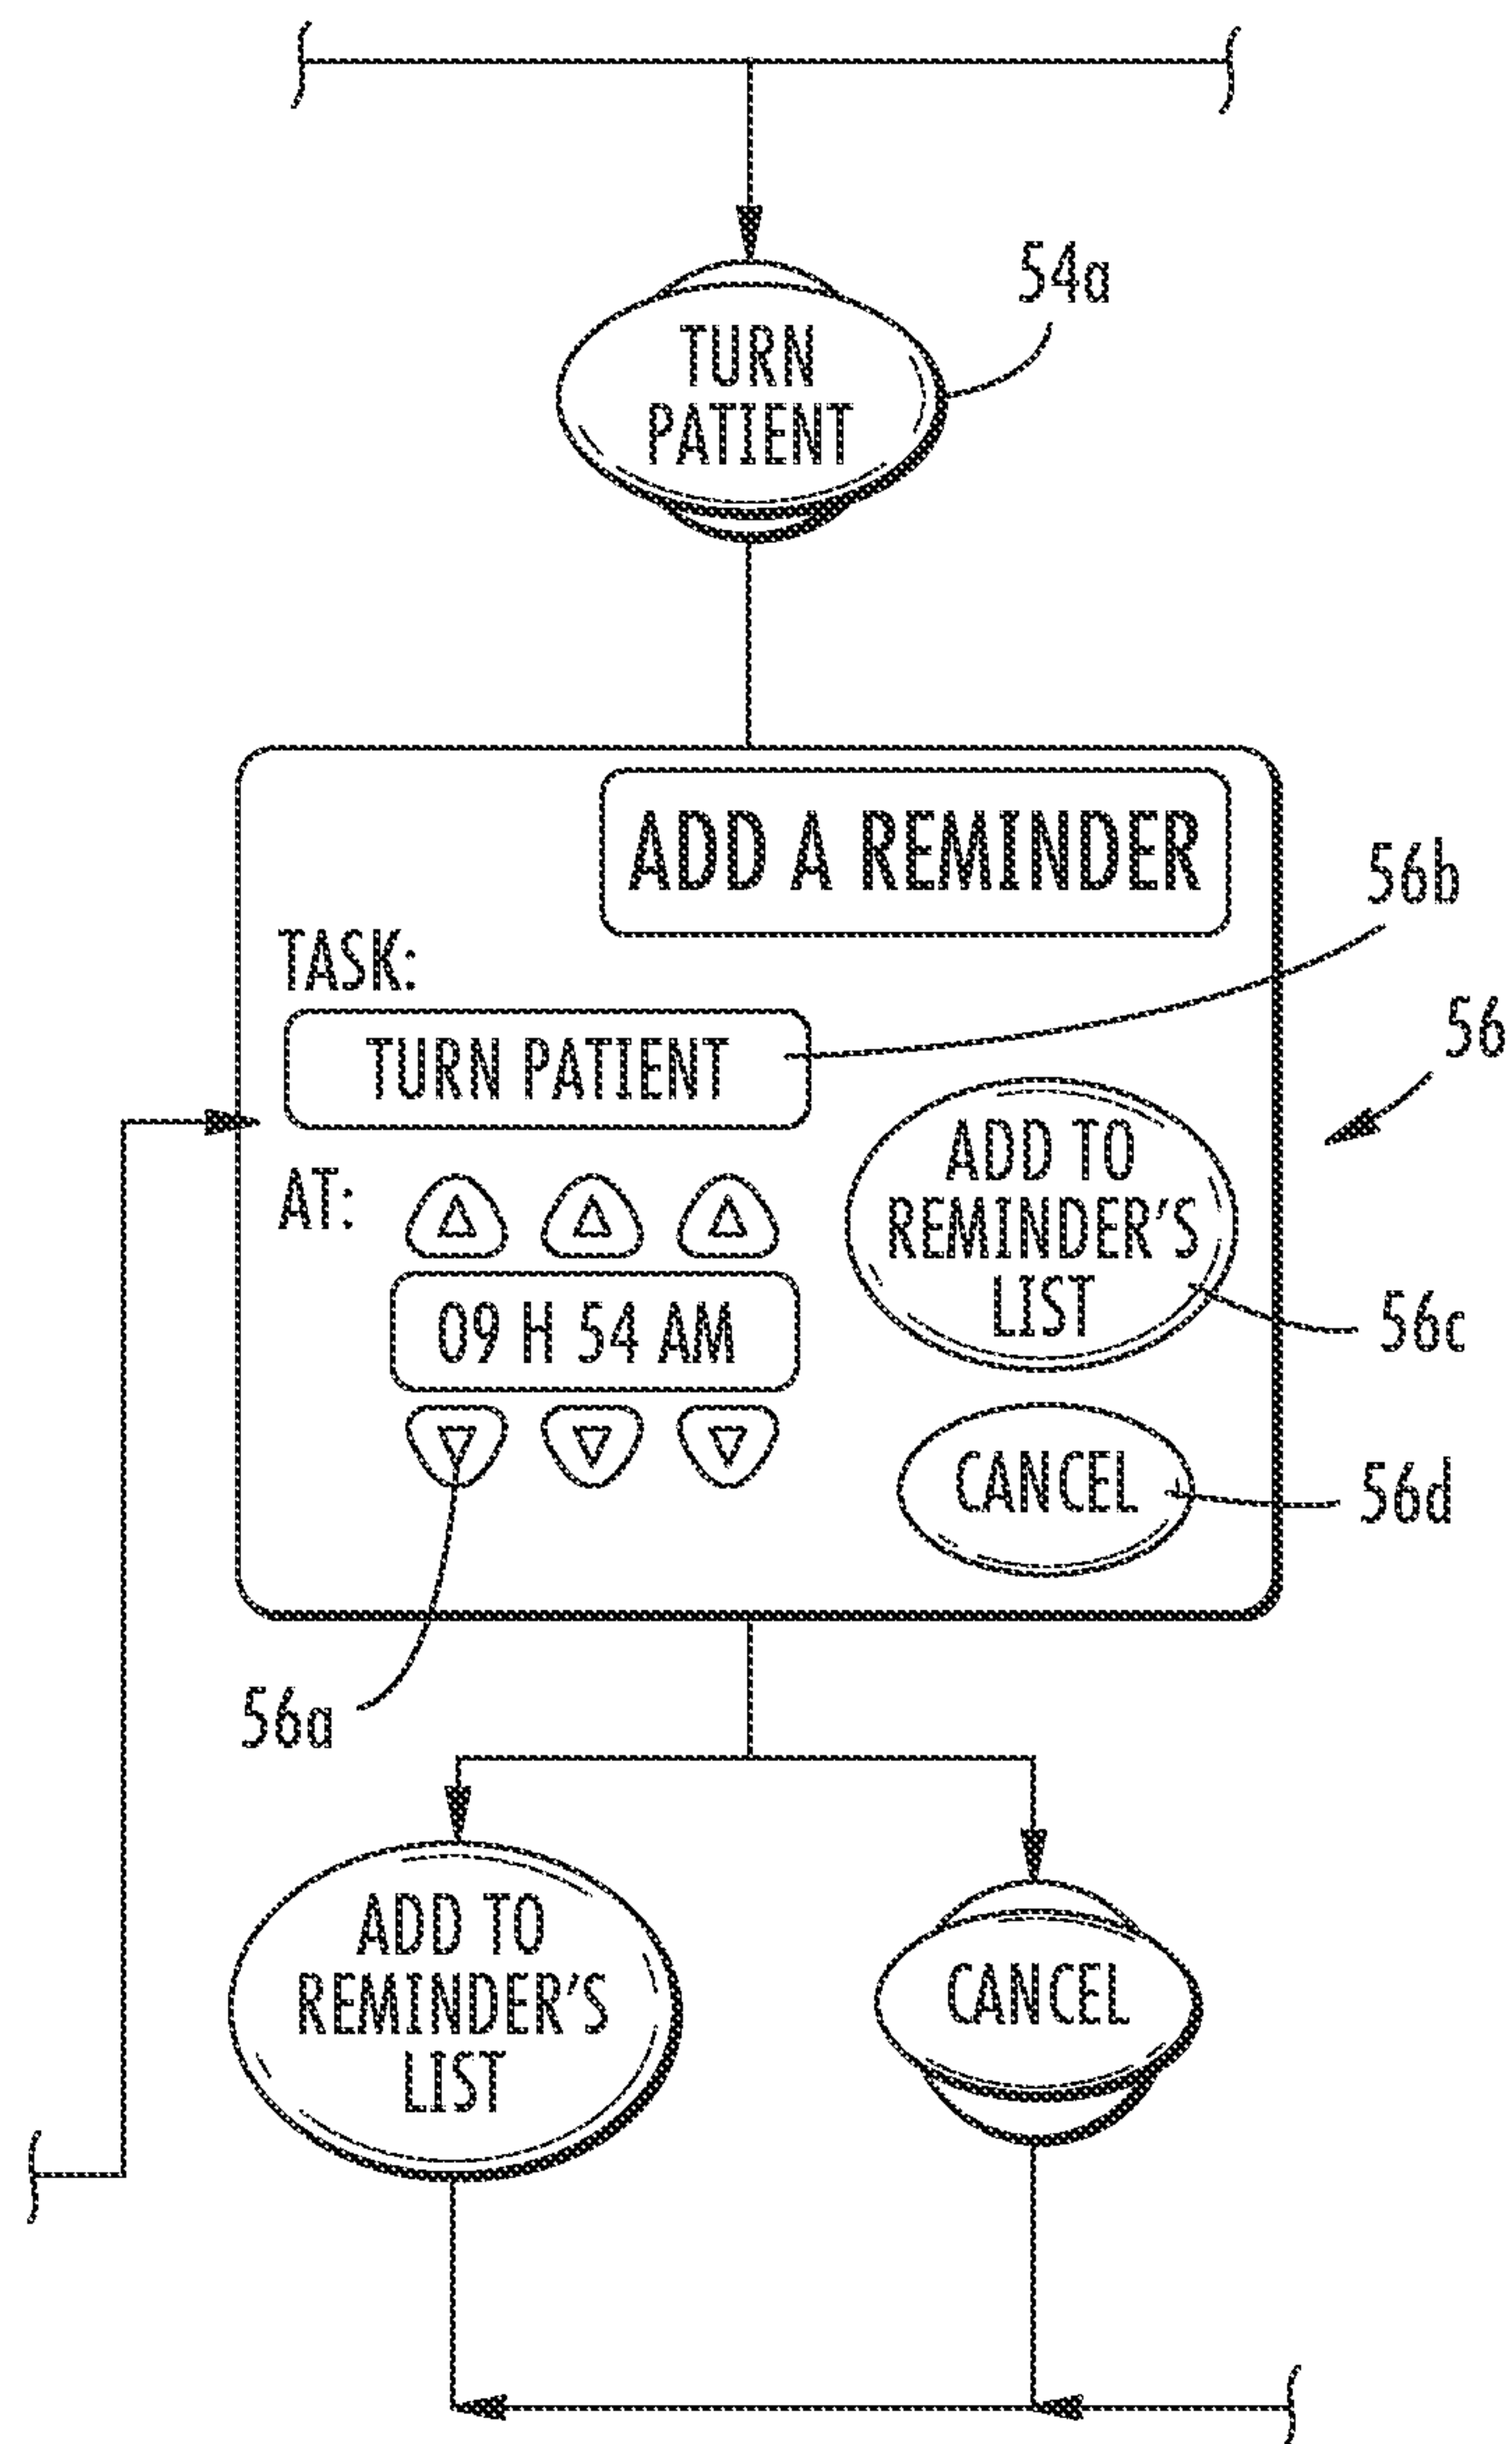 54a
TURN
PATIENT
ADD A REMINDER
56b
TASK:
56
TURN PATIENT
ADD TO
REMINDER'S
LIST
AT:
56c
09 H 54 AM
CANCEL
56d
56a
ADD TO
REMINDER'S
LIST
CANCEL